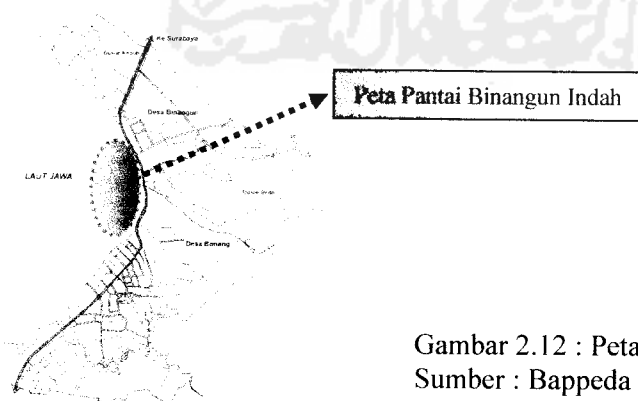 Ke Surabaya
Peta Pantai Binangun Indah
Desa Binangun
LAUT JAWA
Desa Bonang
Gambar 2.12 : Peta
Sumber : Bappeda